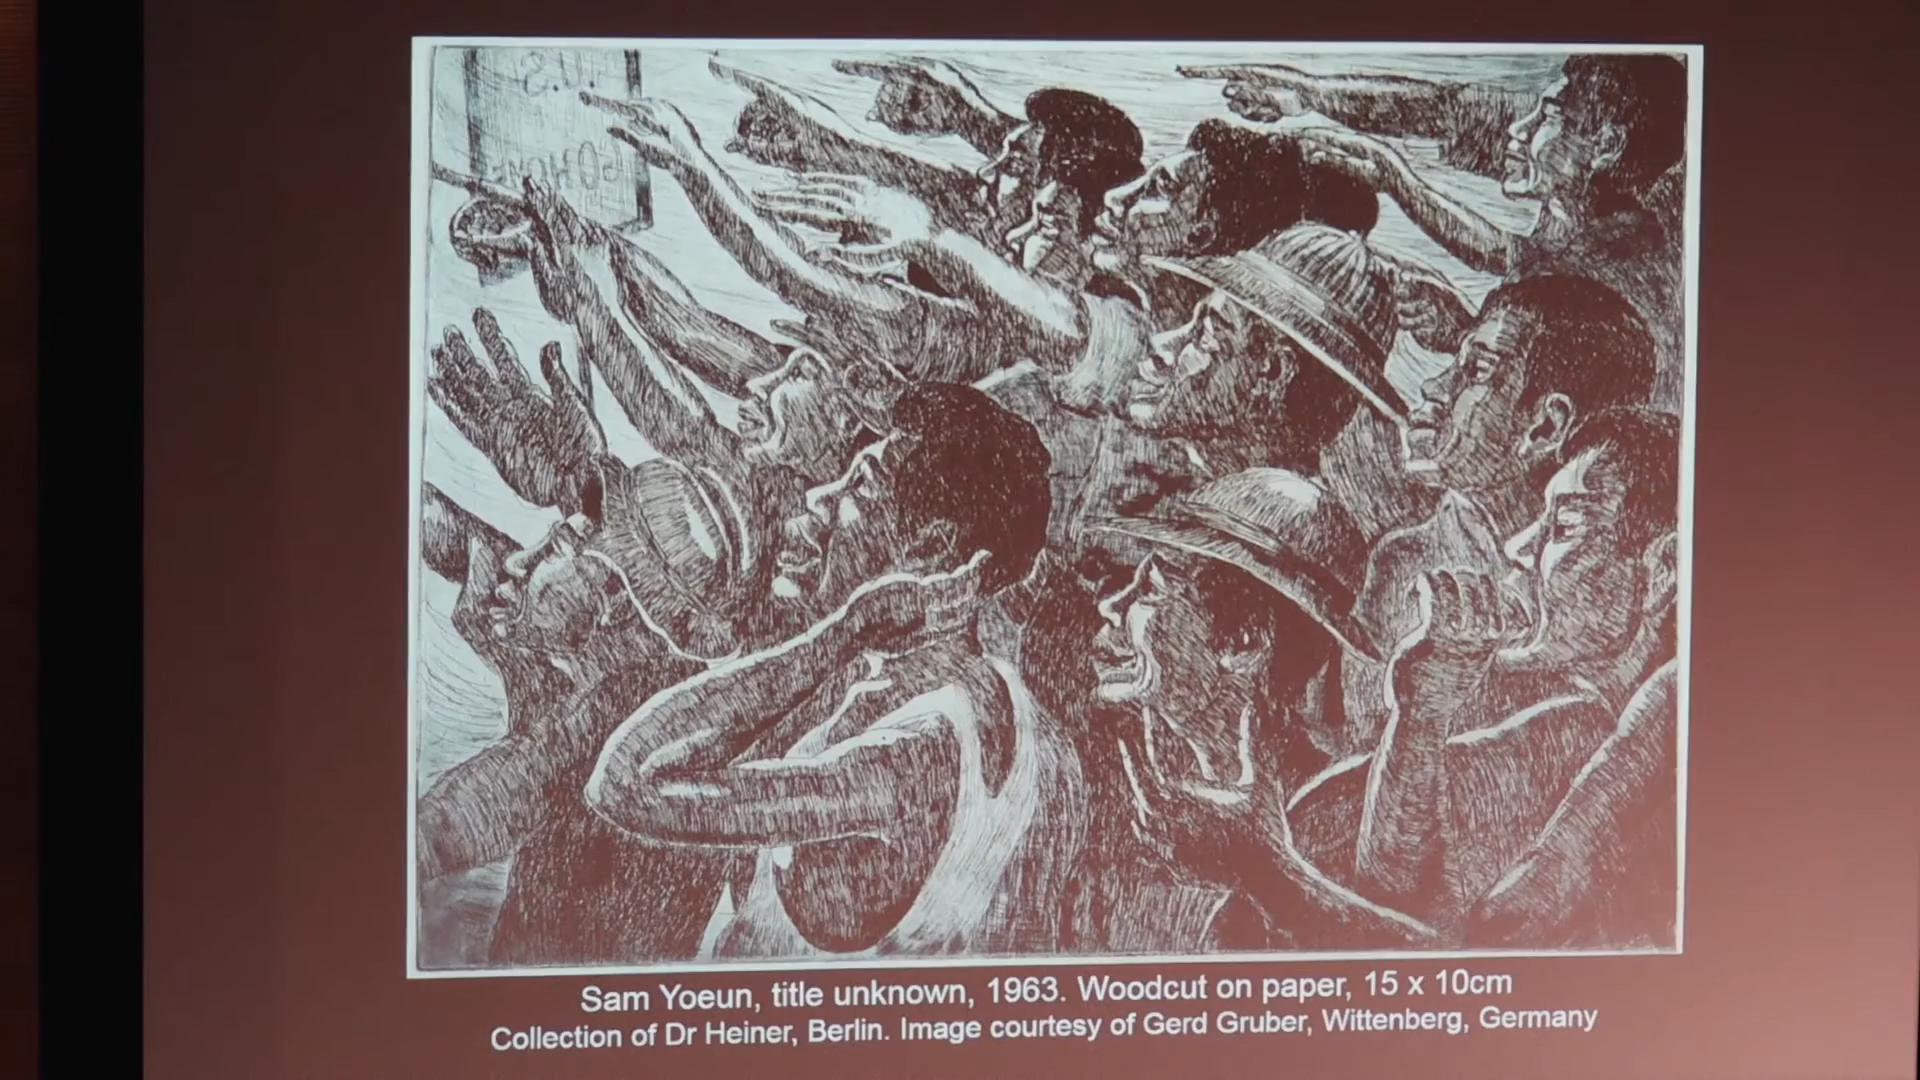 Sam Yoeun, title unknown, 1963. Woodcut on paper, 15 x 10cm
Collection of Dr Heiner, Berlin. Image courtesy of Gerd Gruber, Wittenberg, Germany